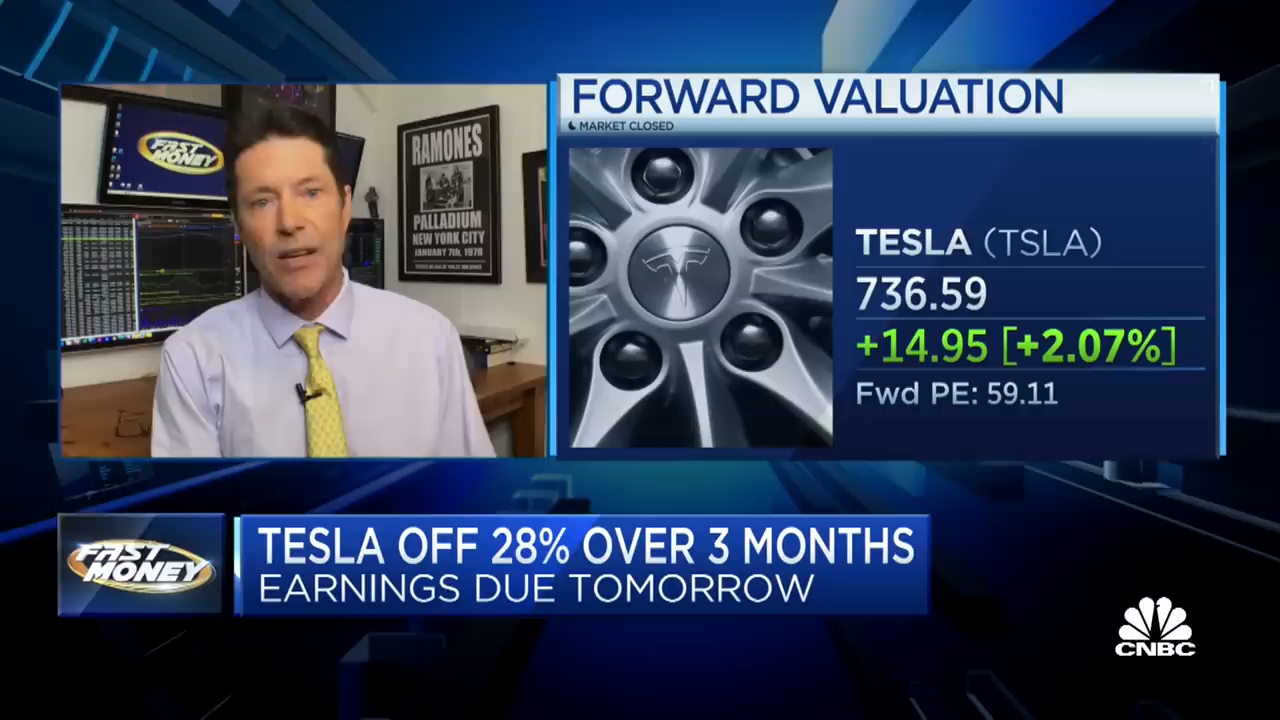 FORWARD VALUATION
MARKET CLOSED
FAST
MONEY
RAMONES
PALLADIUM
NEW YORK CITY
JANUARY 7th, 1978
TESLA (TSLA)
736.59
+14.95 [+2.07%]
Fwd PE: 59.11
FAST
MONEY
TESLA OFF 28% OVER 3 MONTHS
EARNINGS DUE TOMORROW
CNBC